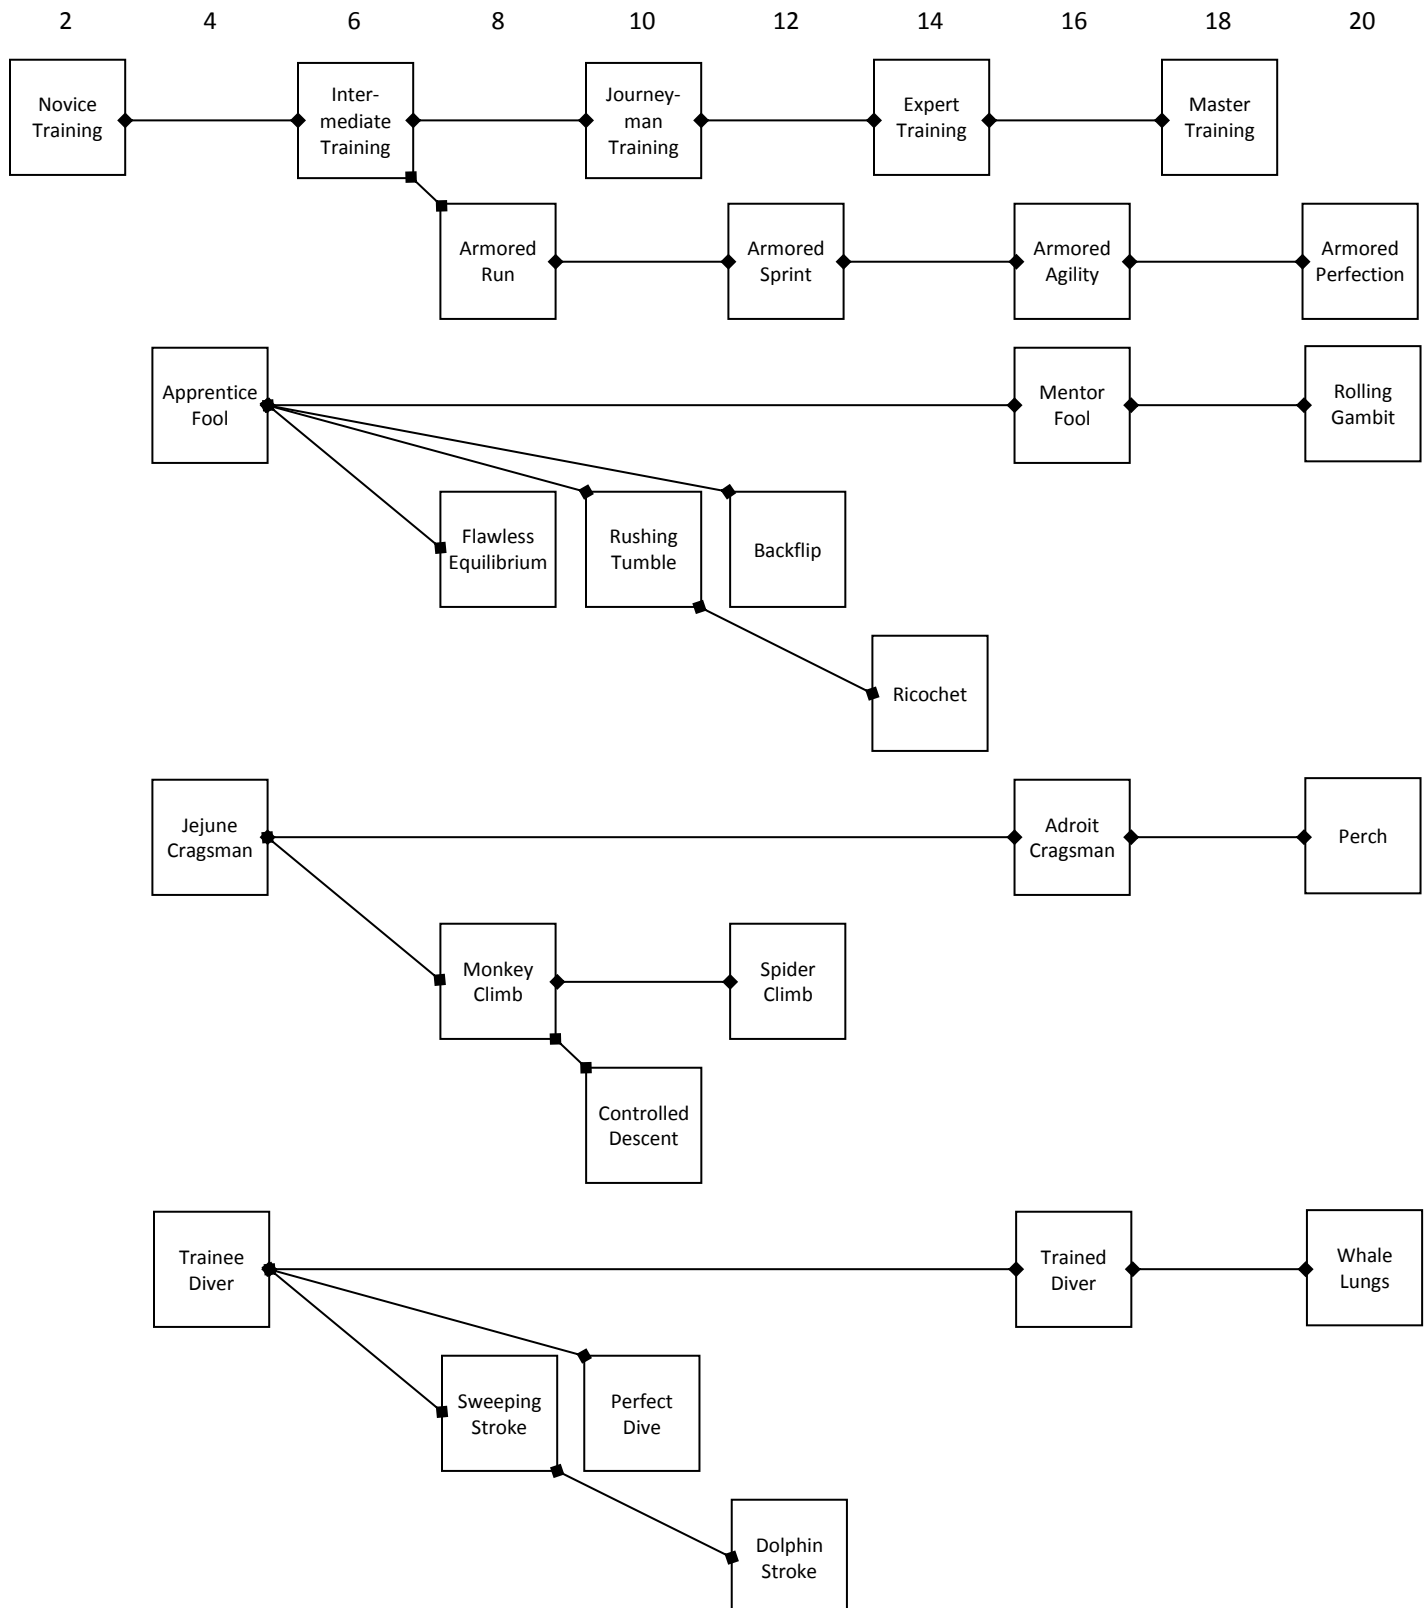 2 4 6 8 10 12 14 16 18 20
Novice
Training
Inter-
mediate
Training
Journey-
man
Training
Expert
Training
Master
Training
Armored
Run
Armored
Sprint
Armored
Agility
Armored
Perfection
Apprentice
Fool
Mentor
Fool
Rolling
Gambit
Flawless
Equilibrium
Rushing
Tumble
Backflip
Ricochet
Jejune
Cragsman
Adroit
Cragsman
Perch
Monkey
Climb
Spider
Climb
Controlled
Descent
Trainee
Diver
Trained
Diver
Whale
Lungs
Sweeping
Stroke
Perfect
Dive
Dolphin
Stroke